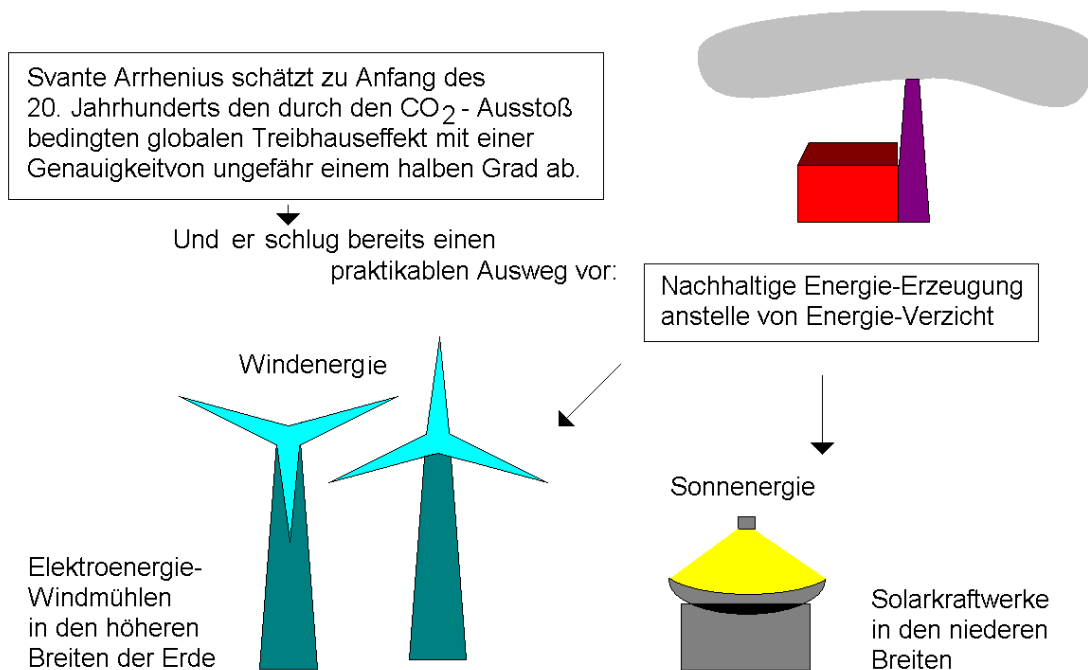 Svante Arrhenius schätzt zu Anfang des
20. Jahrhunderts den durch den CO2 - Ausstoß
bedingten globalen Treibhauseffekt mit einer
Genauigkeitvon ungefähr einem halben Grad ab.
Und er schlug bereits einen
praktikablen Ausweg vor:
Nachhaltige Energie-Erzeugung
anstelle von Energie-Verzicht
Windenergie
Sonnenergie
Elektroenergie-
Windmühlen
in den höheren
Breiten der Erde
Solarkraftwerke
in den niederen
Breiten